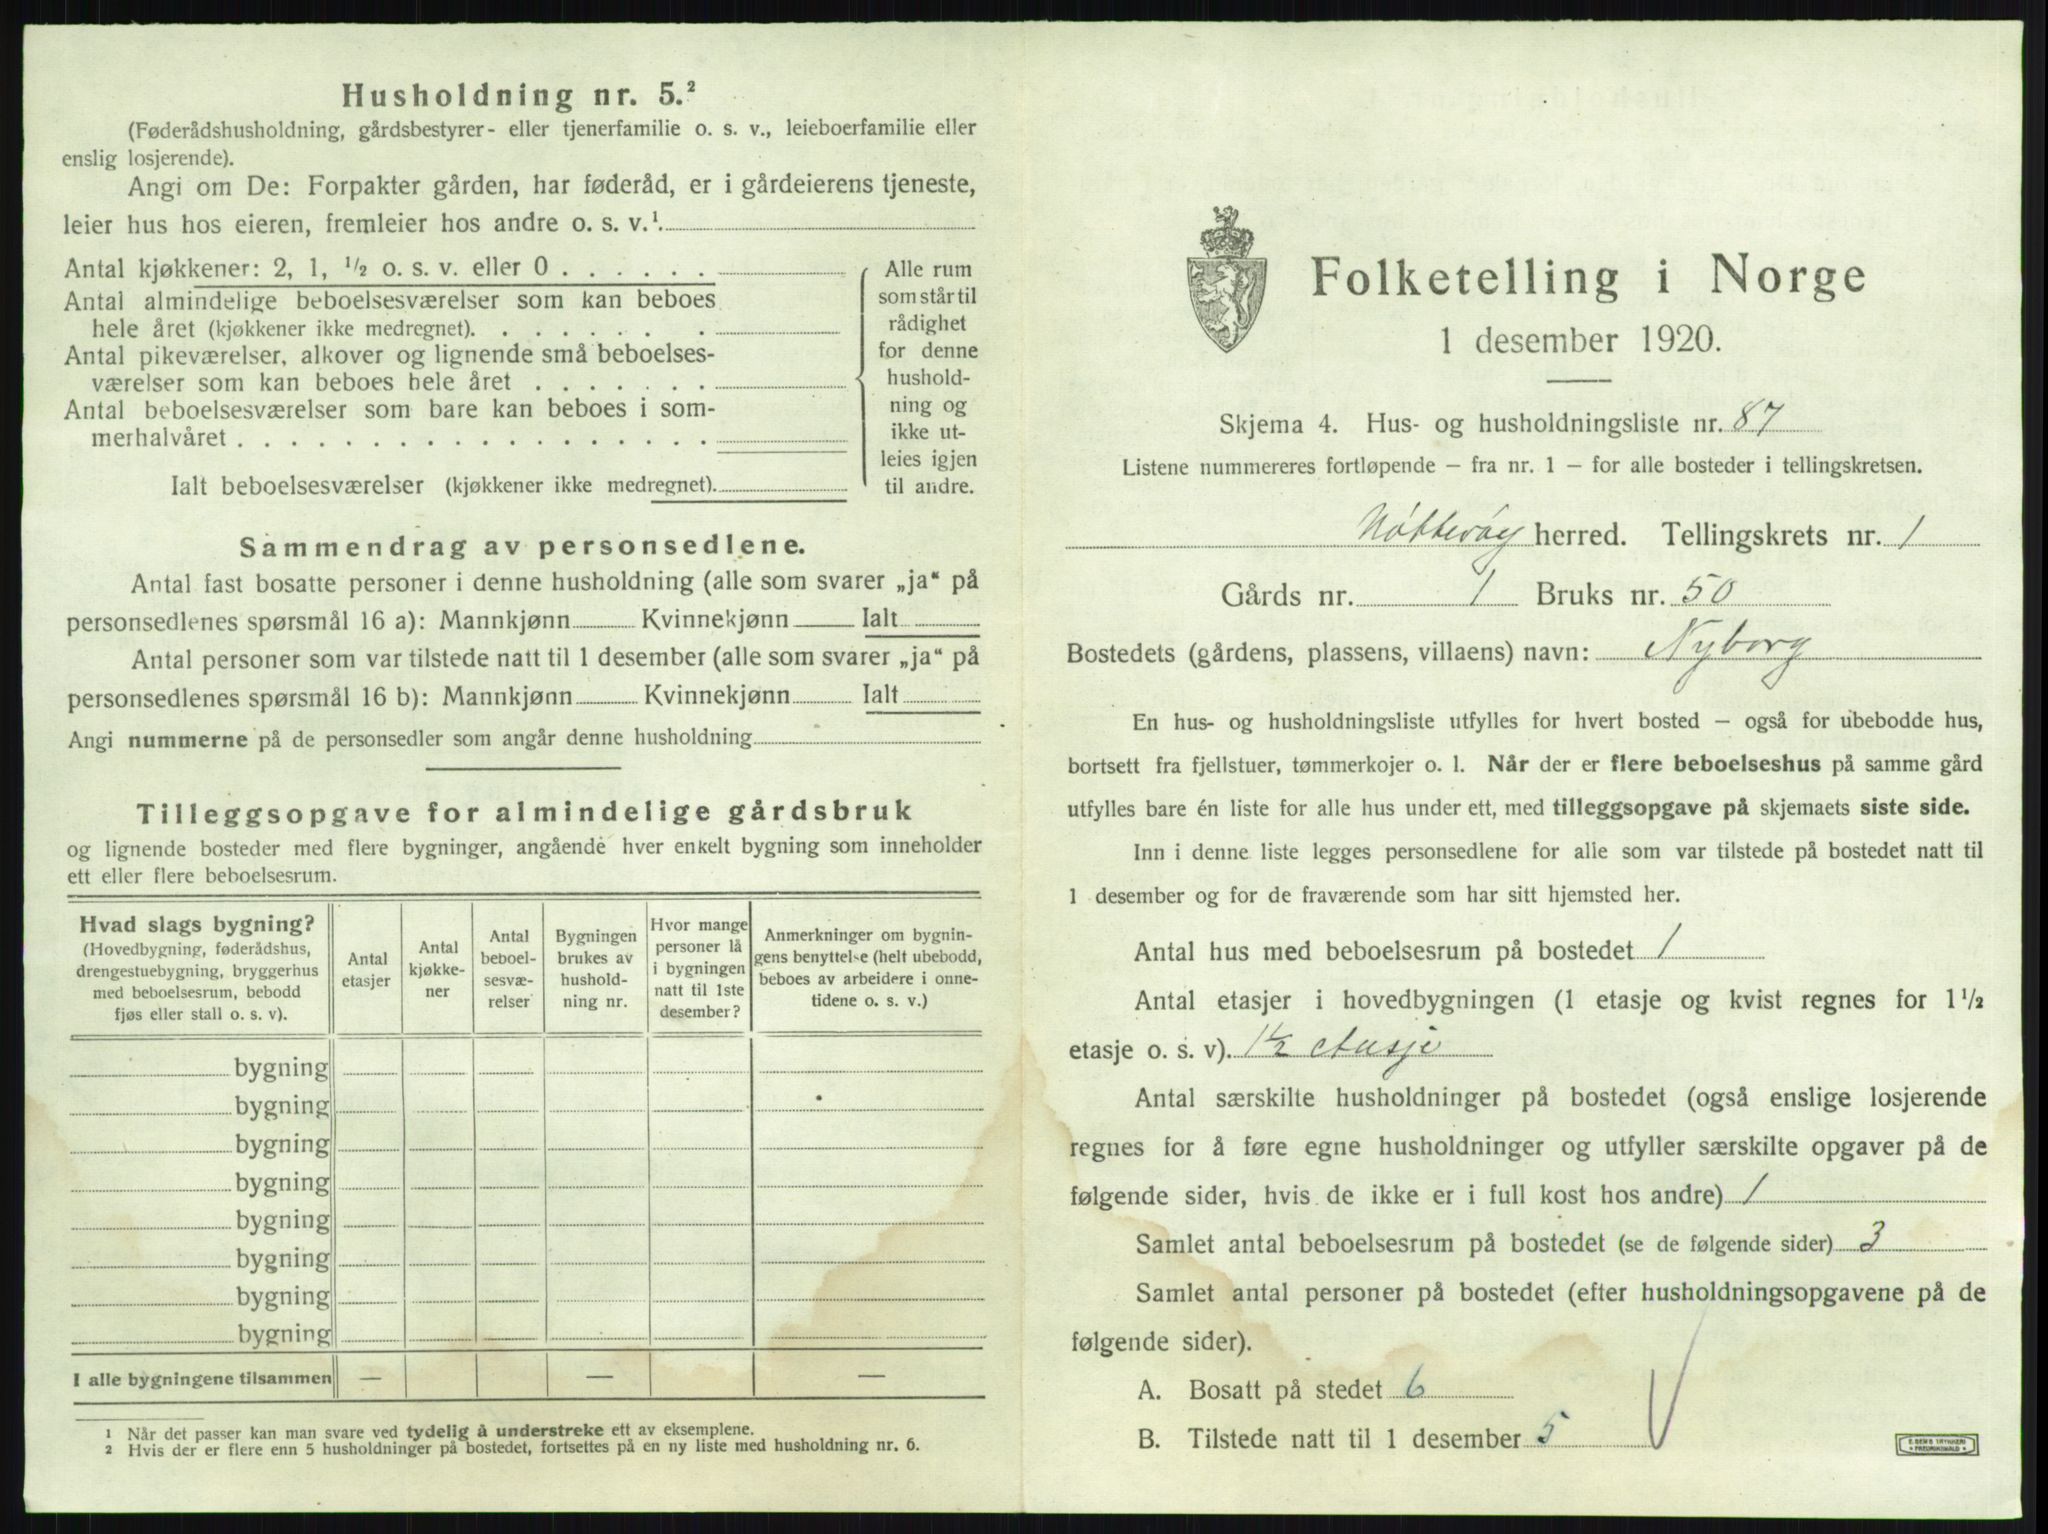 Husholdning nr. 5.²
(Føderådshusholdning, gårdsbestyrer- eller tjenerfamilie o. s. v., leieboerfamilie eller
enslig losjerende).
Angi om De: Forpakter gården, har føderåd, er i gårdeierens tjeneste,
leier hus hos eieren, fremleier hos andre o. s. v.¹.
Antal kjøkkener: 2, 1, ½ o. s. v. eller 0 . . . . . .
Antal almindelige beboelsesværelser som kan beboes
hele året (kjøkkener ikke medregnet). . . . . . . . .
Antal pikeværelser, alkover og lignende små beboelses-
værelser som kan beboes hele året . . . . . . .
Antal beboelsesværelser som bare kan beboes i som-
merhalvåret . . . . . . . . . . . . . . . . . .
Ialt beboelsesværelser (kjøkkener ikke medregnet).
Alle rum
som står til
rådighet
for denne
hushold-
ning og
ikke ut-
leies igjen
til andre.
Sammendrag av personsedlene.
Antal fast bosatte personer i denne husholdning (alle som svarer „ja“ på
personsedlenes spørsmål 16 a): Mannkjønn Kvinnekjønn Ialt
Antal personer som var tilstede natt til 1 desember (alle som svarer „ja“ på
personsedlenes spørsmål 16 b): Mannkjønn Kvinnekjønn Ialt
Angi nummerne på de personsedler som angår denne husholdning
Tilleggsopgave for almindelige gårdsbruk
og lignende bosteder med flere bygninger, angående hver enkelt bygning som inneholder
ett eller flere beboelsesrum.
Hvad slags bygning?
(Hovedbygning, føderådshus,
drengestuebygning, bryggerhus
med beboelsesrum, bebodd
fjøs eller stall o. s. v).
Antal
etasjer
Antal
kjøkke-
ner
Antal
beboel-
sesvæ-
relser
Bygningen
brukes av
hushold-
ning nr.
Hvor mange
personer lå
i bygningen
natt til 1ste
desember?
Anmerkninger om bygnin-
gens benyttelse (helt ubebodd,
beboes av arbeidere i onne-
tidene o. s. v.)
bygning
bygning
bygning
bygning
bygning
bygning
bygning
bygning
I alle bygningene tilsammen — — —
1 Når det passer kan man svare ved tydelig å understreke ett av eksemplene.
2 Hvis der er flere enn 5 husholdninger på bostedet, fortsettes på en ny liste med husholdning nr. 6.
Folketelling i Norge
1 desember 1920.
Skjema 4. Hus- og husholdningsliste nr. 87
Listene nummereres fortløpende – fra nr. 1 – for alle bosteder i tellingskretsen.
Nøtterøy herred. Tellingskrets nr. 1
Gårds nr. 1 Bruks nr. 50
Bostedets (gårdens, plassens, villaens) navn: Nyborg
En hus- og husholdningsliste utfylles for hvert bosted – også for ubebodde hus,
bortsett fra fjellstuer, tømmerkojer o. l. Når der er flere beboelseshus på samme gård
utfylles bare én liste for alle hus under ett, med tilleggsopgave på skjemaets siste side.
Inn i denne liste legges personsedlene for alle som var tilstede på bostedet natt til
1 desember og for de fraværende som har sitt hjemsted her.
Antal hus med beboelsesrum på bostedet 1
Antal etasjer i hovedbygningen (1 etasje og kvist regnes for 1½
etasje o. s. v). 1½ etasje
Antal særskilte husholdninger på bostedet (også enslige losjerende
regnes for å føre egne husholdninger og utfyller særskilte opgaver på de
følgende sider, hvis de ikke er i full kost hos andre) 1
Samlet antal beboelsesrum på bostedet (se de følgende sider) 3
Samlet antal personer på bostedet (efter husholdningsopgavene på de
følgende sider).
A. Bosatt på stedet 6
B. Tilstede natt til 1 desember 5
E. SEM'S TRYKKERI
FREDRIKSHALD